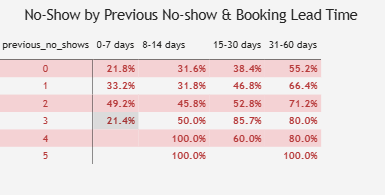 No-Show by Previous No-show & Booking Lead Time
previous_no_shows 0-7 days 8-14 days 15-30 days 31-60 days
0 21.8% 31.6% 38.4% 55.2%
1 33.2% 31.8% 46.8% 66.4%
2 49.2% 45.8% 52.8% 71.2%
3 21.4% 50.0% 85.7% 80.0%
4 100.0% 60.0% 80.0%
5 100.0% 100.0%